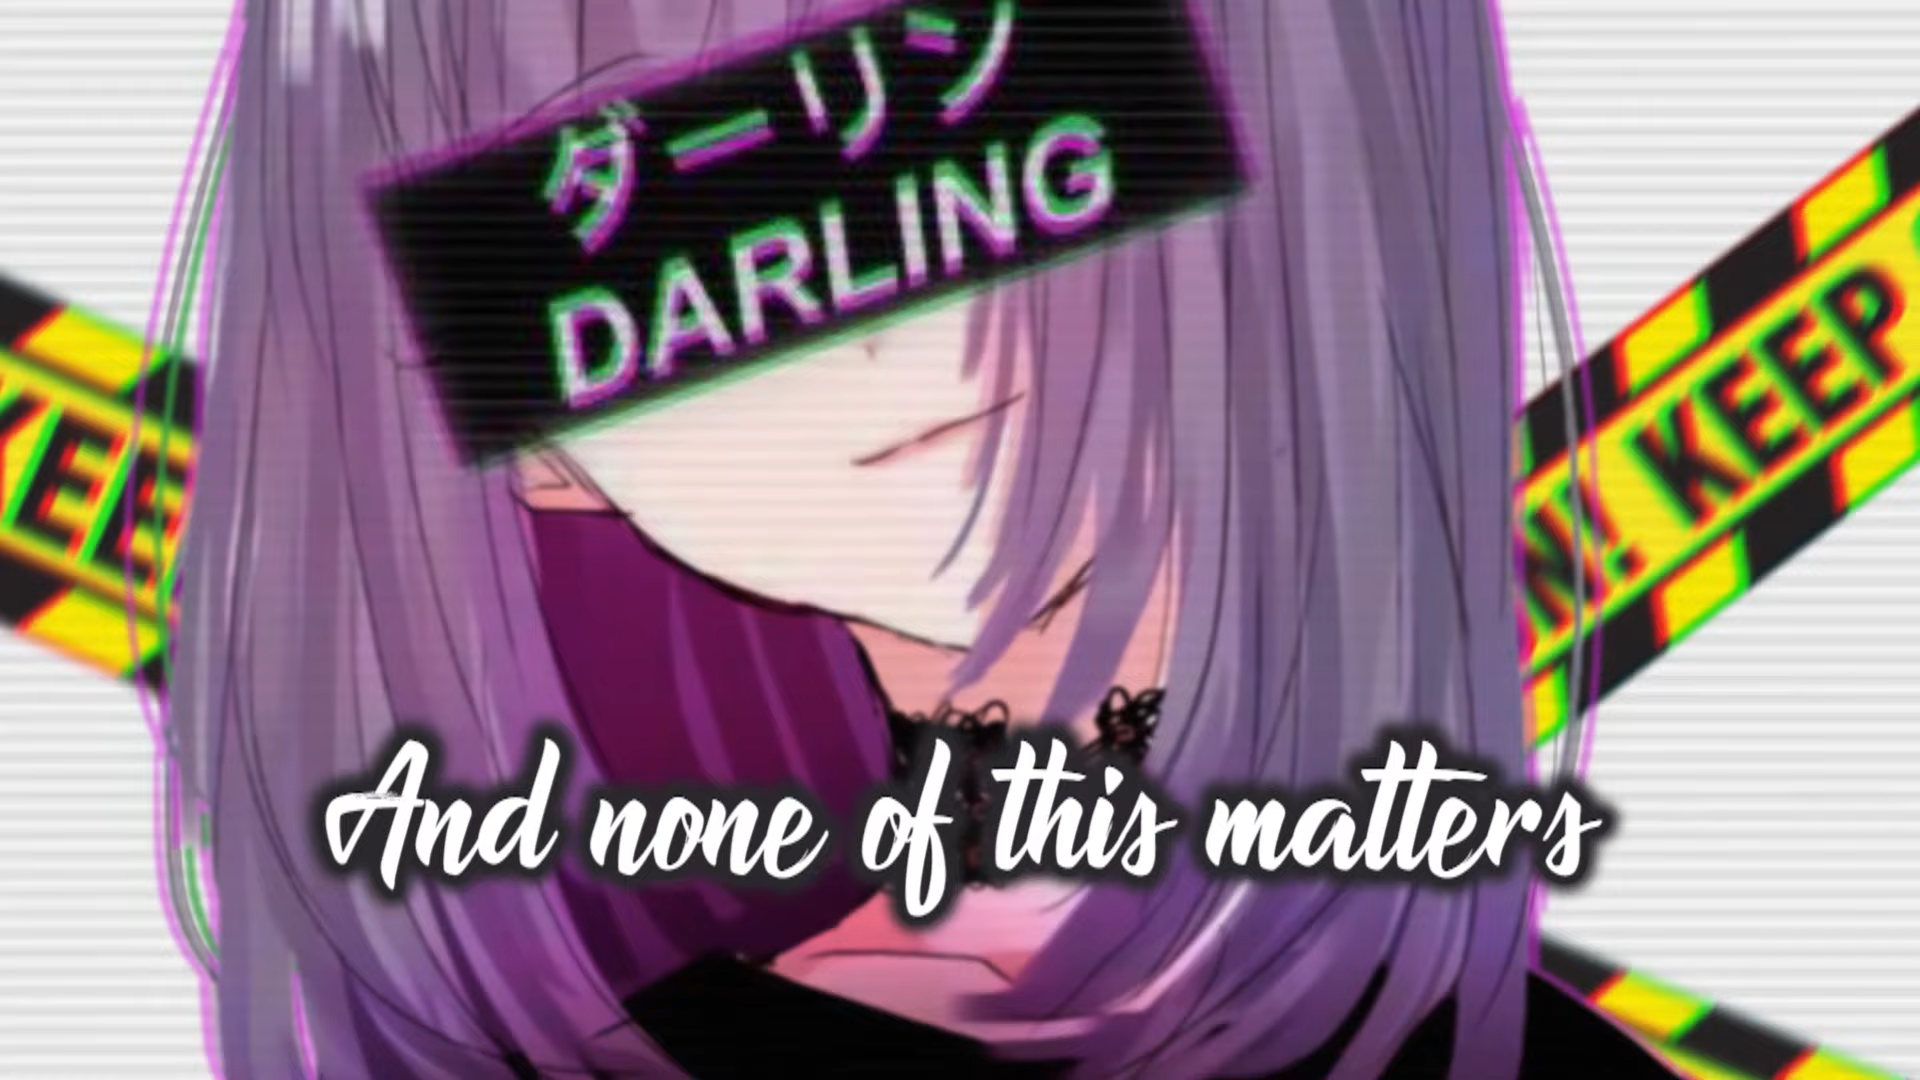 ダーリン
DARLING
KEE
N! KEEP
And none of this matters